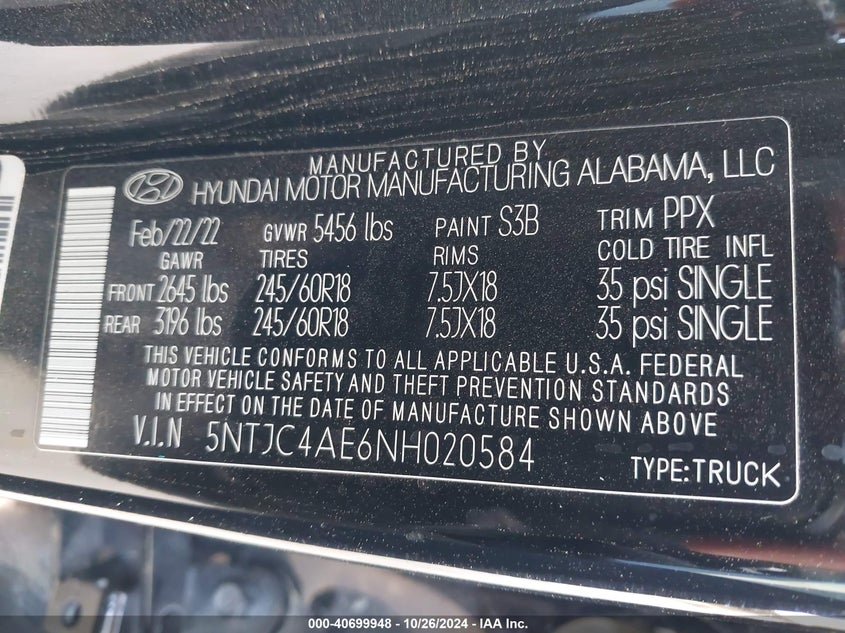 MANUFACTURED BY
HYUNDAI MOTOR MANUFACTURING ALABAMA, LLC
Feb/22/22 GVWR 5456 lbs PAINT S3B TRIM PPX
GAWR TIRES RIMS COLD TIRE INFL
FRONT 2645 lbs 245/60R18 7.5JX18 35 psi SINGLE
REAR 3196 lbs 245/60R18 7.5JX18 35 psi SINGLE
THIS VEHICLE CONFORMS TO ALL APPLICABLE U.S.A. FEDERAL
MOTOR VEHICLE SAFETY AND THEFT PREVENTION STANDARDS
IN EFFECT ON THE DATE OF MANUFACTURE SHOWN ABOVE
V.I.N 5NTJC4AE6NH020584
TYPE:TRUCK
000-40699948 - 10/26/2024 - IAA Inc.